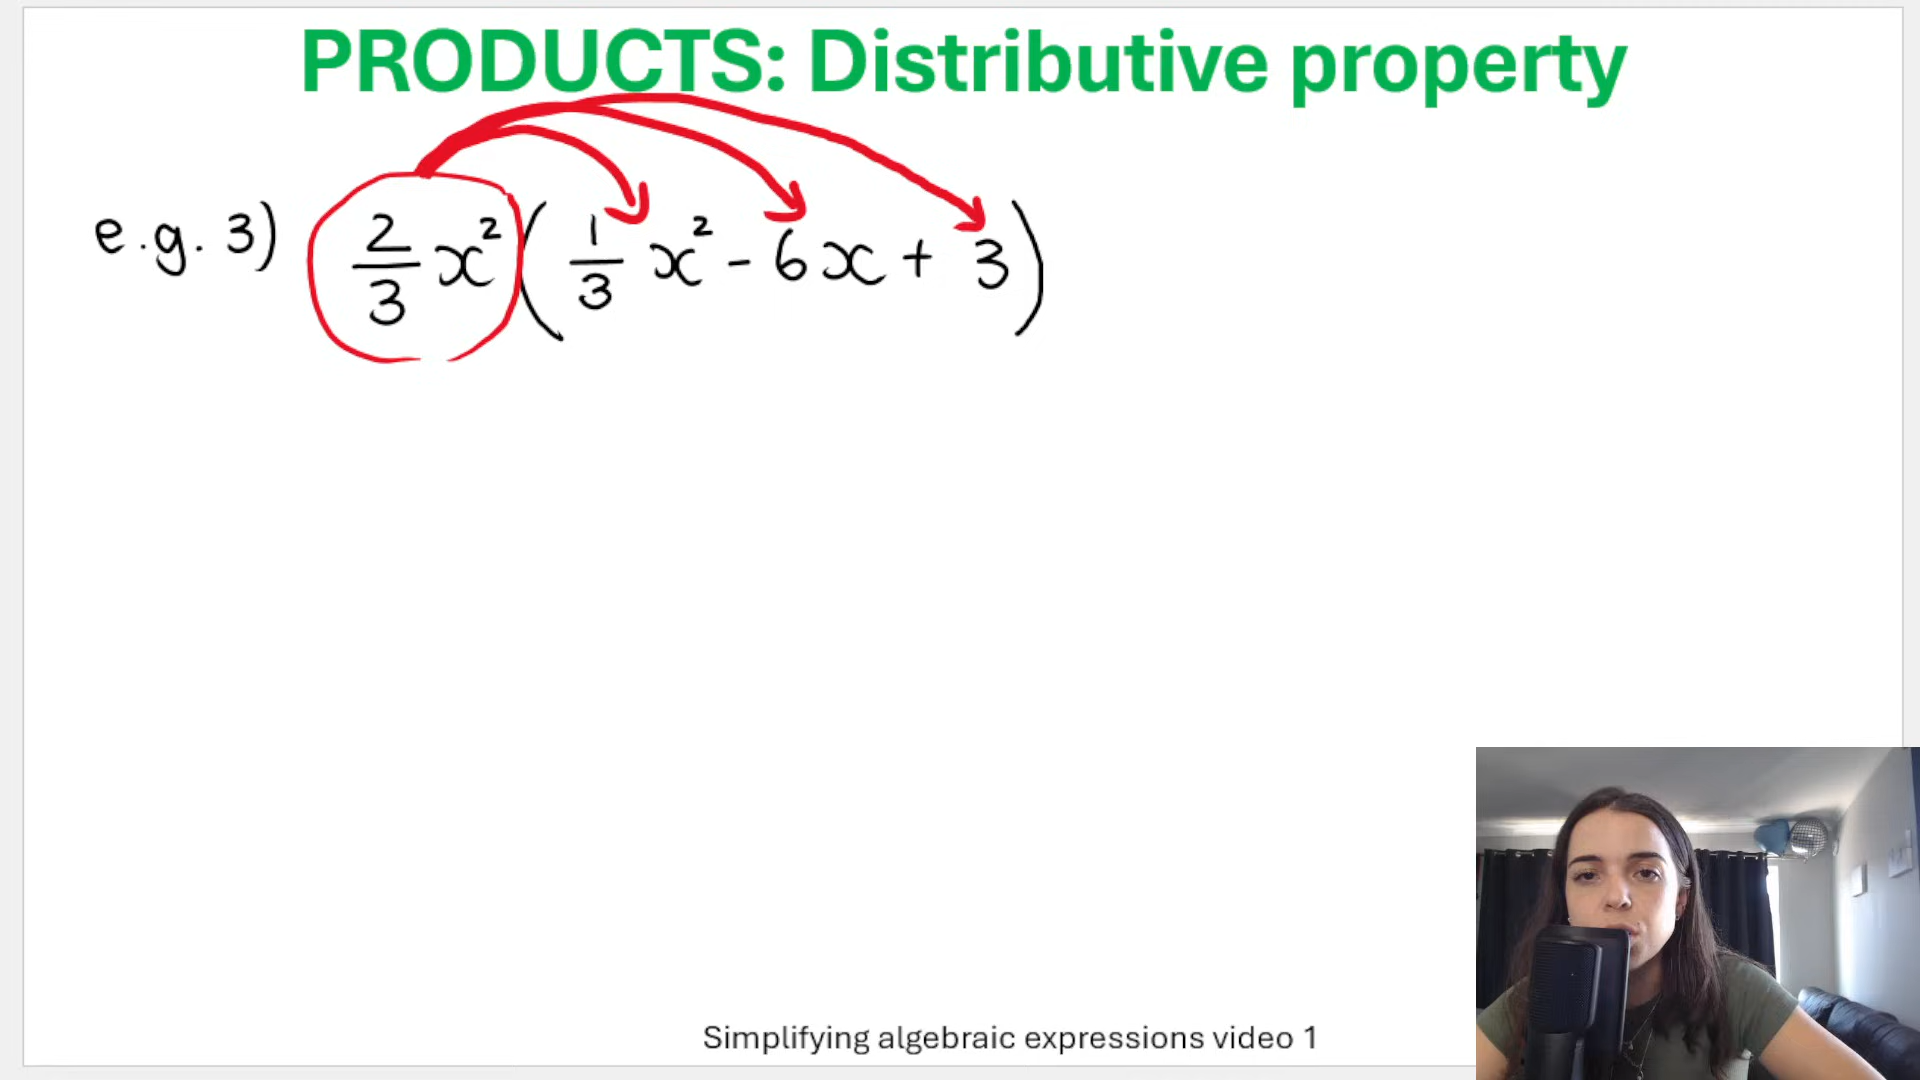 PRODUCTS: Distributive property
e.g. 3) 2/3 x² ( 1/3 x² - 6x + 3 )
Simplifying algebraic expressions video 1